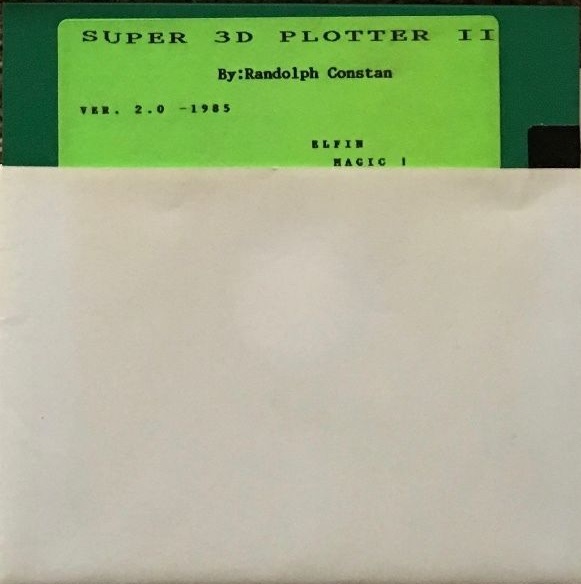 SUPER 3D PLOTTER II
By:Randolph Constan
VER. 2.0 -1985
ELFIN
MAGIC !